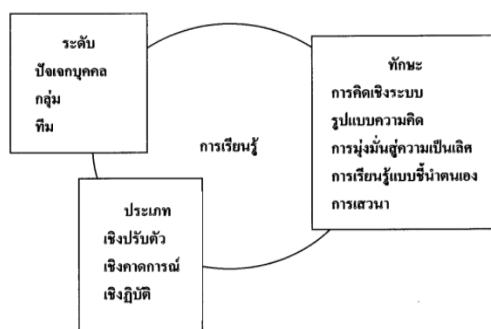 ระดับ
ปัจเจกบุคคล
กลุ่ม
ทีม
ทักษะ
การคิดเชิงระบบ
รูปแบบความคิด
การมุ่งมั่นสู่ความเป็นเลิศ
การเรียนรู้แบบชี้นำตนเอง
การเสวนา
การเรียนรู้
ประเภท
เชิงปรับตัว
เชิงคาดการณ์
เชิงฏิบัติ